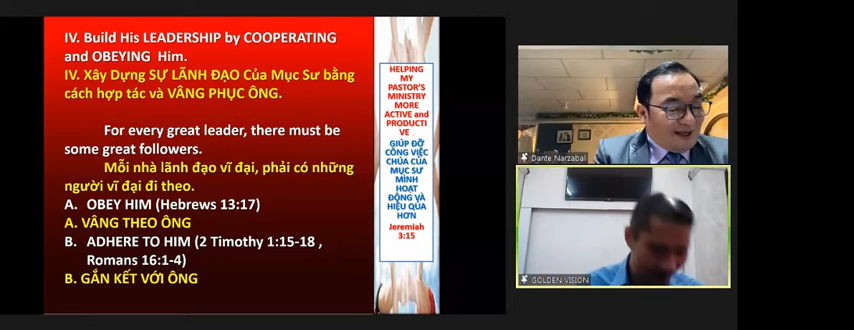 IV. Build His LEADERSHIP by COOPERATING
and OBEYING Him.
IV. Xây Dựng SỰ LÃNH ĐẠO Của Mục Sư bằng
cách hợp tác và VÂNG PHỤC ÔNG.
For every great leader, there must be
some great followers.
Mỗi nhà lãnh đạo vĩ đại, phải có những
người vĩ đại đi theo.
A. OBEY HIM (Hebrews 13:17)
A. VÂNG THEO ÔNG
B. ADHERE TO HIM (2 Timothy 1:15-18 ,
Romans 16:1-4)
B. GẮN KẾT VỚI ÔNG
HELPING
MY
PASTOR'S
MINISTRY
MORE
ACTIVE and
PRODUCTI
VE
GIÚP ĐỠ
CÔNG VIỆC
CHÚA CỦA
MỤC SƯ
MÌNH
HOẠT
ĐỘNG VÀ
HIỆU QUẢ
HƠN
Jeremiah
3:15
Dante Narzabal
GOLDEN VISION